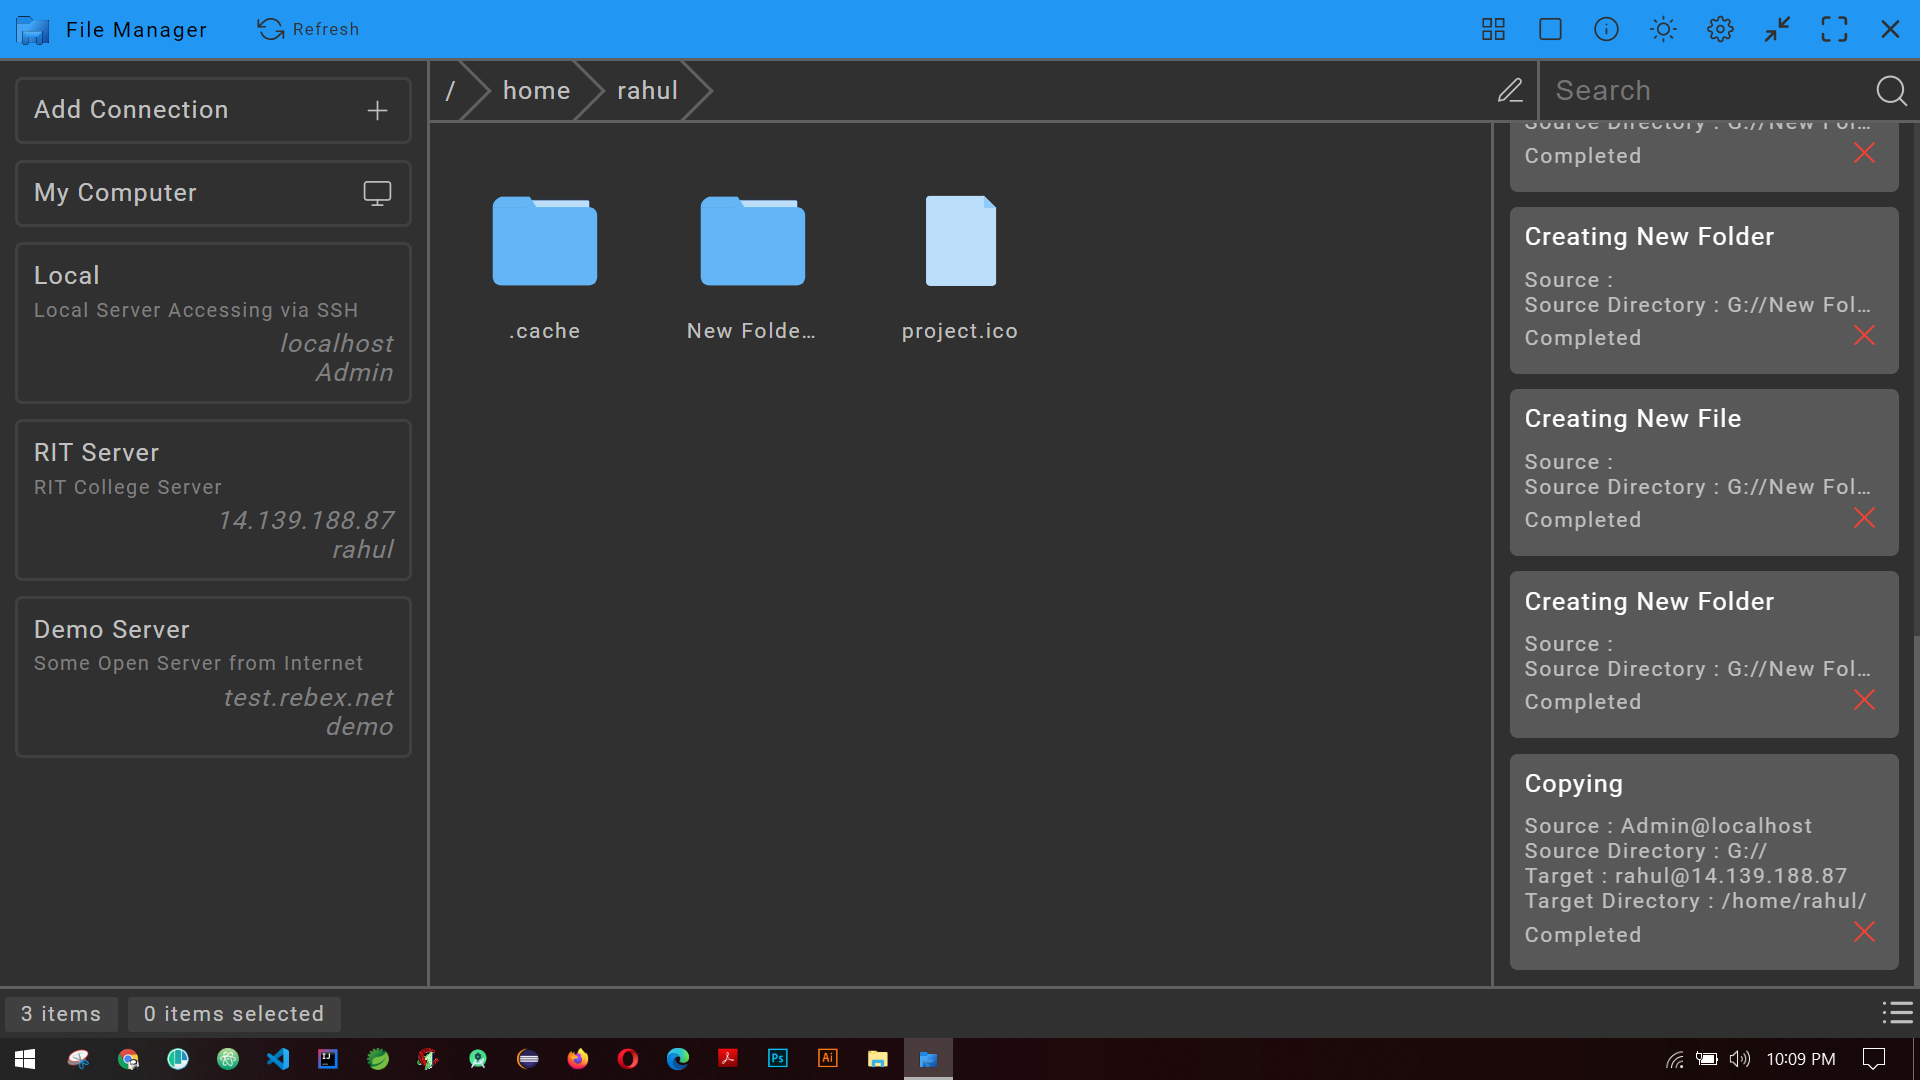 File Manager
Refresh
Add Connection
My Computer
Local
Local Server Accessing via SSH
localhost
Admin
RIT Server
RIT College Server
14.139.188.87
rahul
Demo Server
Some Open Server from Internet
test.rebex.net
demo
/
home
rahul
Search
.cache
New Folde...
project.ico
Source Directory : G://New Fol...
Completed
Creating New Folder
Source :
Source Directory : G://New Fol...
Completed
Creating New File
Source :
Source Directory : G://New Fol...
Completed
Creating New Folder
Source :
Source Directory : G://New Fol...
Completed
Copying
Source : Admin@localhost
Source Directory : G://
Target : rahul@14.139.188.87
Target Directory : /home/rahul/
Completed
3 items
0 items selected
IJ
Ps
Ai
10:09 PM